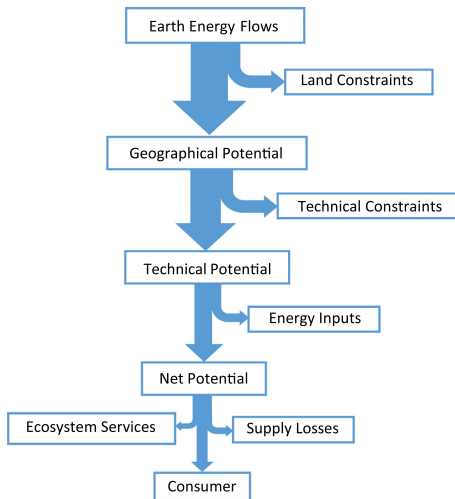 Earth Energy Flows
Land Constraints
Geographical Potential
Technical Constraints
Technical Potential
Energy Inputs
Net Potential
Ecosystem Services
Supply Losses
Consumer